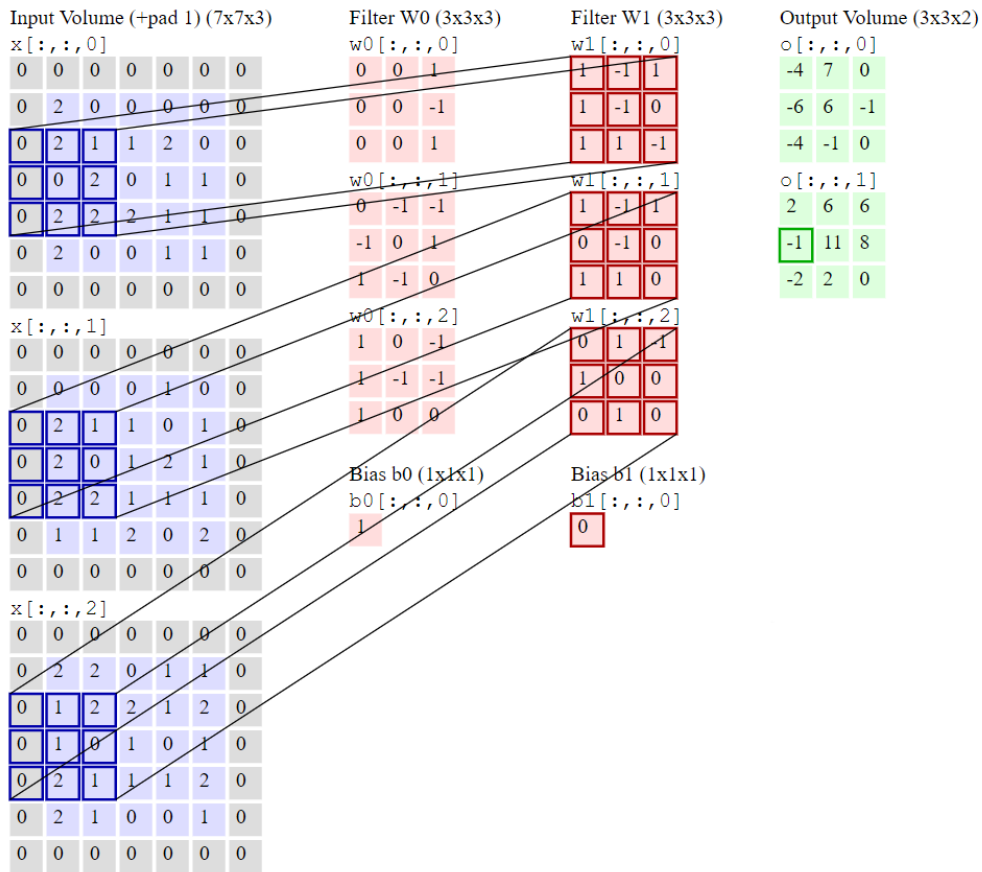 Input Volume (+pad 1) (7x7x3)
x[:,:,0]
0 0 0 0 0 0 0
0 2 0 0 0 0 0
0 2 1 1 2 0 0
0 0 2 0 1 1 0
0 2 2 2 1 1 0
0 2 0 0 1 1 0
0 0 0 0 0 0 0
x[:,:,1]
0 0 0 0 0 0 0
0 0 0 0 1 0 0
0 2 1 1 0 1 0
0 2 0 1 2 1 0
0 2 2 1 1 1 0
0 1 1 2 0 2 0
0 0 0 0 0 0 0
x[:,:,2]
0 0 0 0 0 0 0
0 2 2 0 1 1 0
0 1 2 2 1 2 0
0 1 0 1 0 1 0
0 2 1 1 1 2 0
0 2 1 0 0 1 0
0 0 0 0 0 0 0
Filter W0 (3x3x3)
w0[:,:,0]
0 0 1
0 0 -1
0 0 1
w0[:,:,1]
0 -1 -1
-1 0 1
1 -1 0
w0[:,:,2]
1 0 -1
1 -1 -1
1 0 0
Bias b0 (1x1x1)
b0[:,:,0]
1
Filter W1 (3x3x3)
w1[:,:,0]
1 -1 1
1 -1 0
1 1 -1
w1[:,:,1]
1 -1 1
0 -1 0
1 1 0
w1[:,:,2]
0 1 -1
1 0 0
0 1 0
Bias b1 (1x1x1)
b1[:,:,0]
0
Output Volume (3x3x2)
o[:,:,0]
-4 7 0
-6 6 -1
-4 -1 0
o[:,:,1]
2 6 6
-1 11 8
-2 2 0